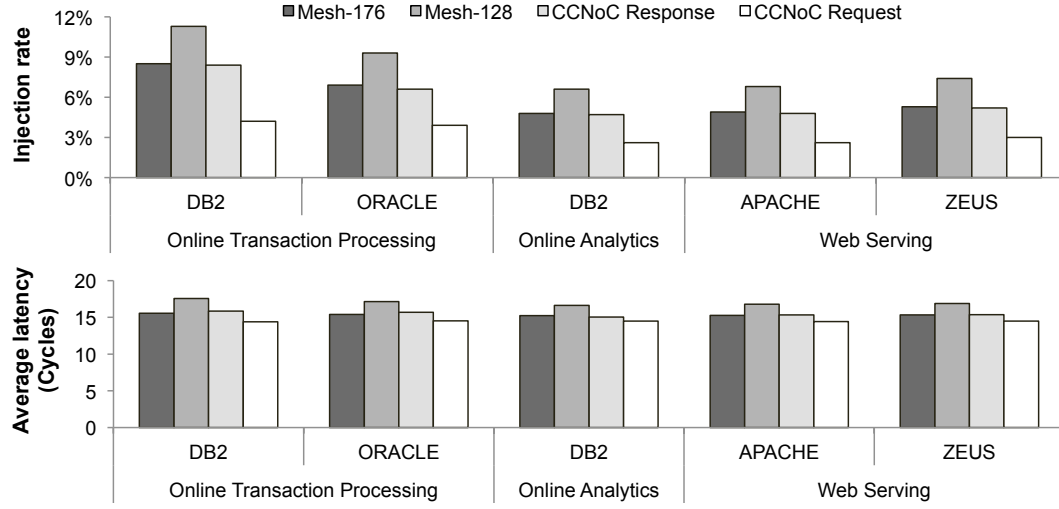 Mesh-176 Mesh-128 CCNoC Response CCNoC Request
Injection rate
12%
9%
6%
3%
0%
DB2 ORACLE DB2 APACHE ZEUS
Online Transaction Processing Online Analytics Web Serving
Average latency
(Cycles)
20
15
10
5
0
DB2 ORACLE DB2 APACHE ZEUS
Online Transaction Processing Online Analytics Web Serving